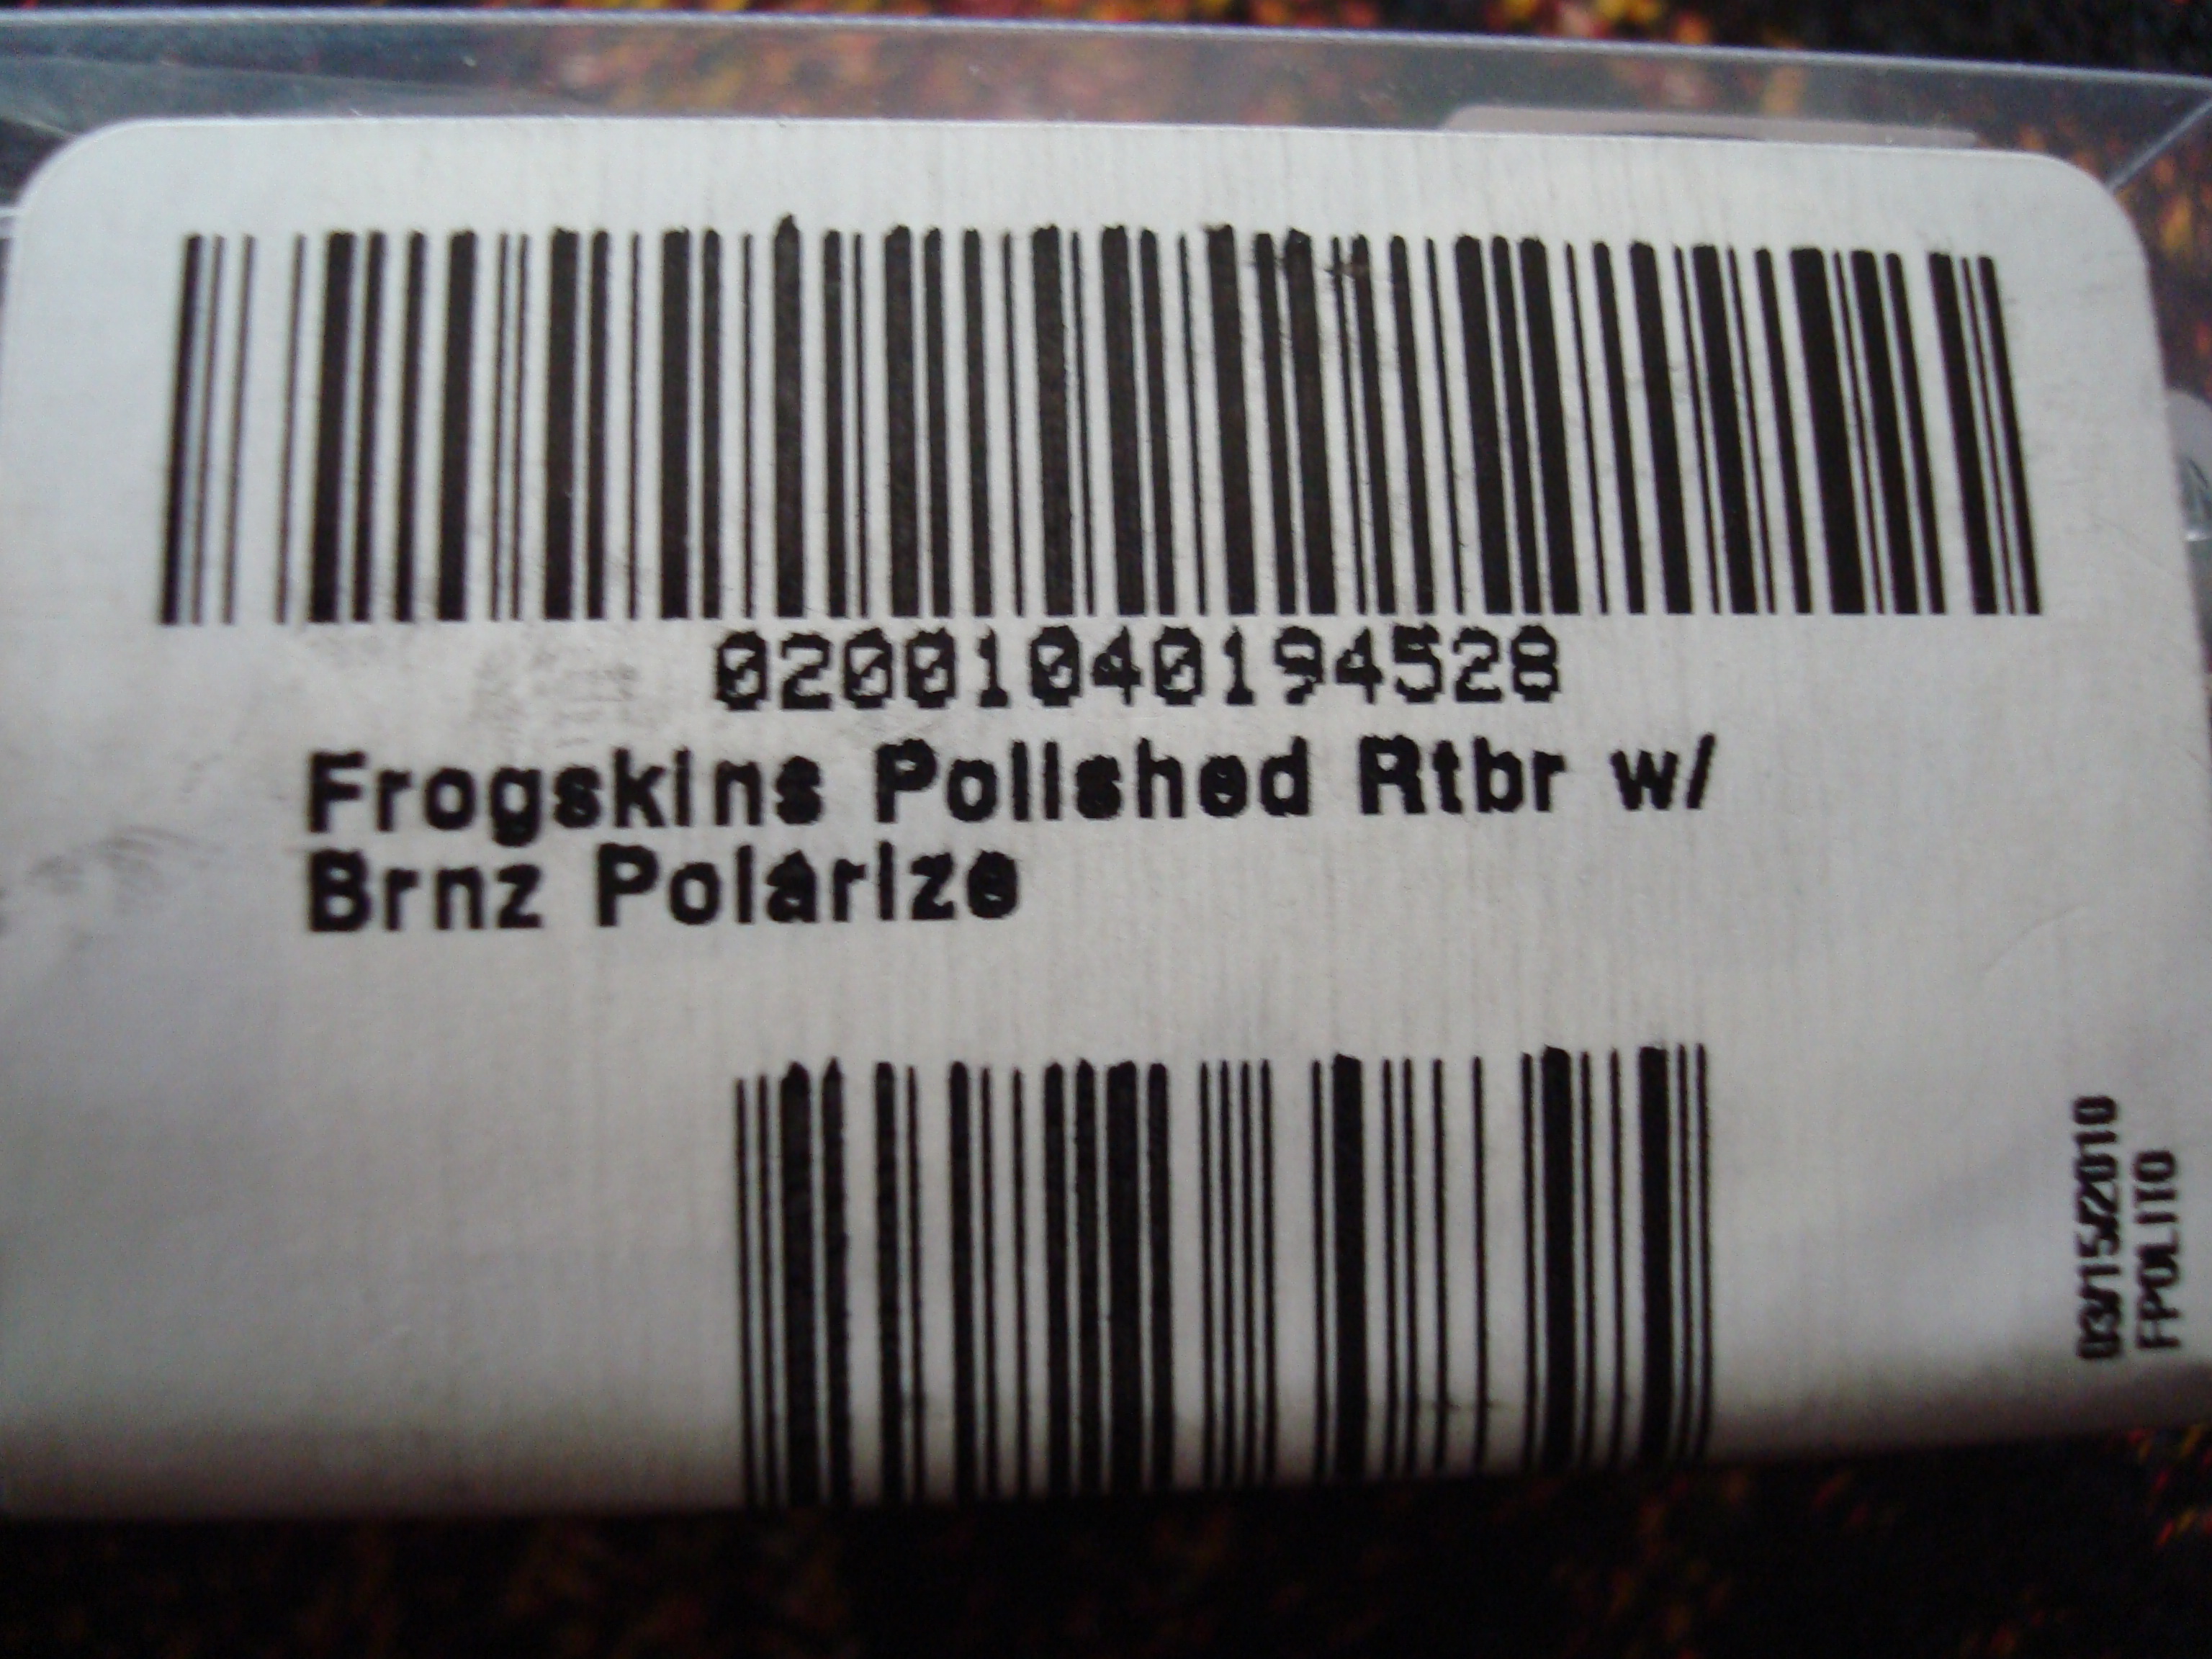 02001040194528
Frogskins Polished Rtbr w/
Brnz Polarize
03/15/2010
FPOLITO